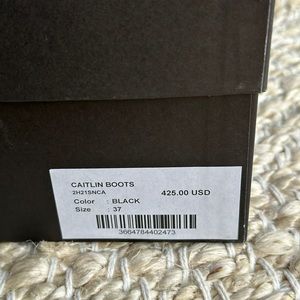 CAITLIN BOOTS
2H21SNCA 425.00 USD
Color : BLACK
Size : 37
3664784402473